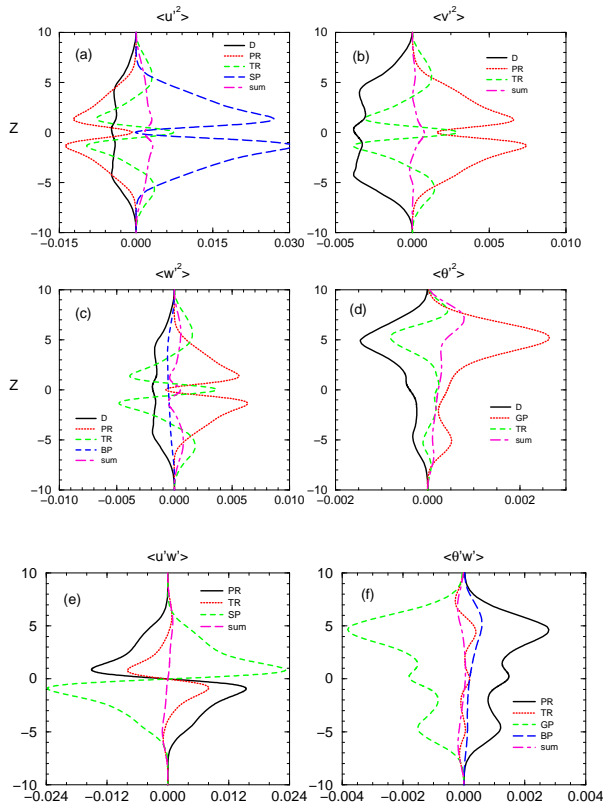 <u'²> <v'²>
(a) D PR TR SP sum
(b) D PR TR sum
Z
10 5 0 −5 −10
10 5 0 −5 −10
−0.015 0.000 0.015 0.030
−0.005 0.000 0.005 0.010
<w'²> <θ'²>
(c) D PR TR BP sum
(d) D GP TR sum
Z
10 5 0 −5 −10
10 5 0 −5 −10
−0.010 −0.005 0.000 0.005 0.010
−0.002 0.000 0.002
<u'w'> <θ'w'>
(e) PR TR SP sum
(f) PR TR GP BP sum
10 5 0 −5 −10
10 5 0 −5 −10
−0.024 −0.012 0.000 0.012 0.024
−0.004 −0.002 0.000 0.002 0.004